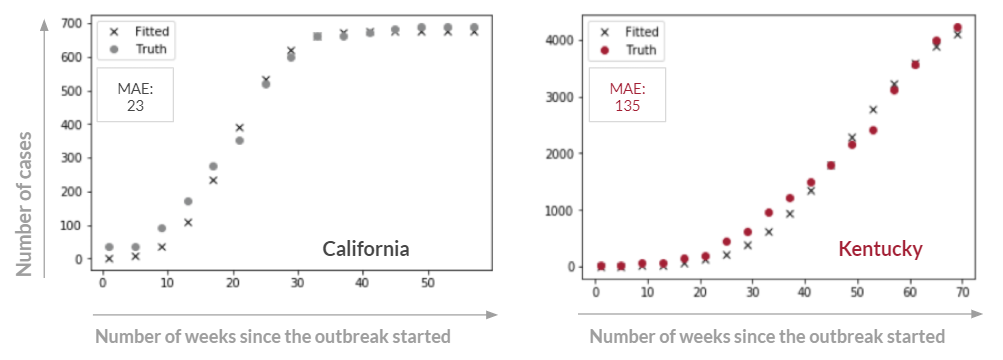 Number of cases
700
600
500
400
300
200
100
0
Fitted
Truth
MAE:
23
California
0
10
20
30
40
50
Number of weeks since the outbreak started
4000
3000
2000
1000
0
Fitted
Truth
MAE:
135
Kentucky
0
10
20
30
40
50
60
70
Number of weeks since the outbreak started